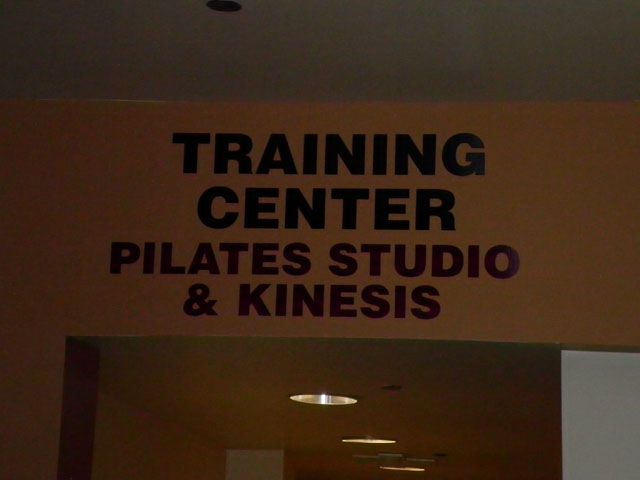 TRAINING
CENTER
PILATES STUDIO
& KINESIS